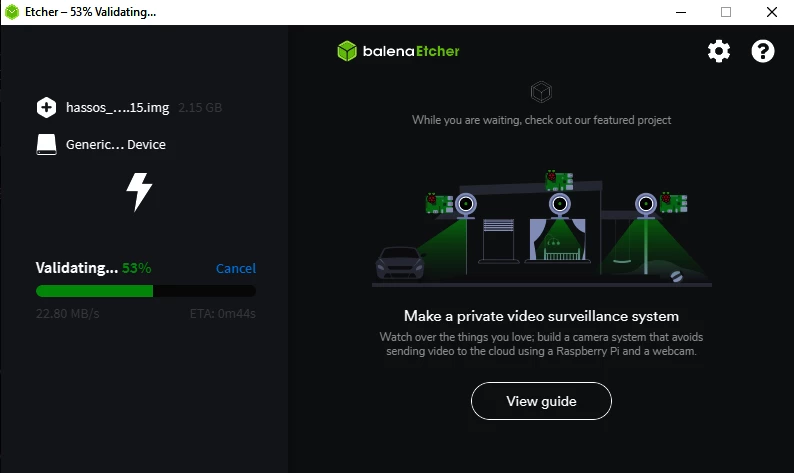 Etcher – 53% Validating...
balenaEtcher
hassos_....15.img 2.15 GB
Generic... Device
Validating... 53% Cancel
22.80 MB/s ETA: 0m44s
While you are waiting, check out our featured project
Make a private video surveillance system
Watch over the things you love; build a camera system that avoids
sending video to the cloud using a Raspberry Pi and a webcam.
View guide